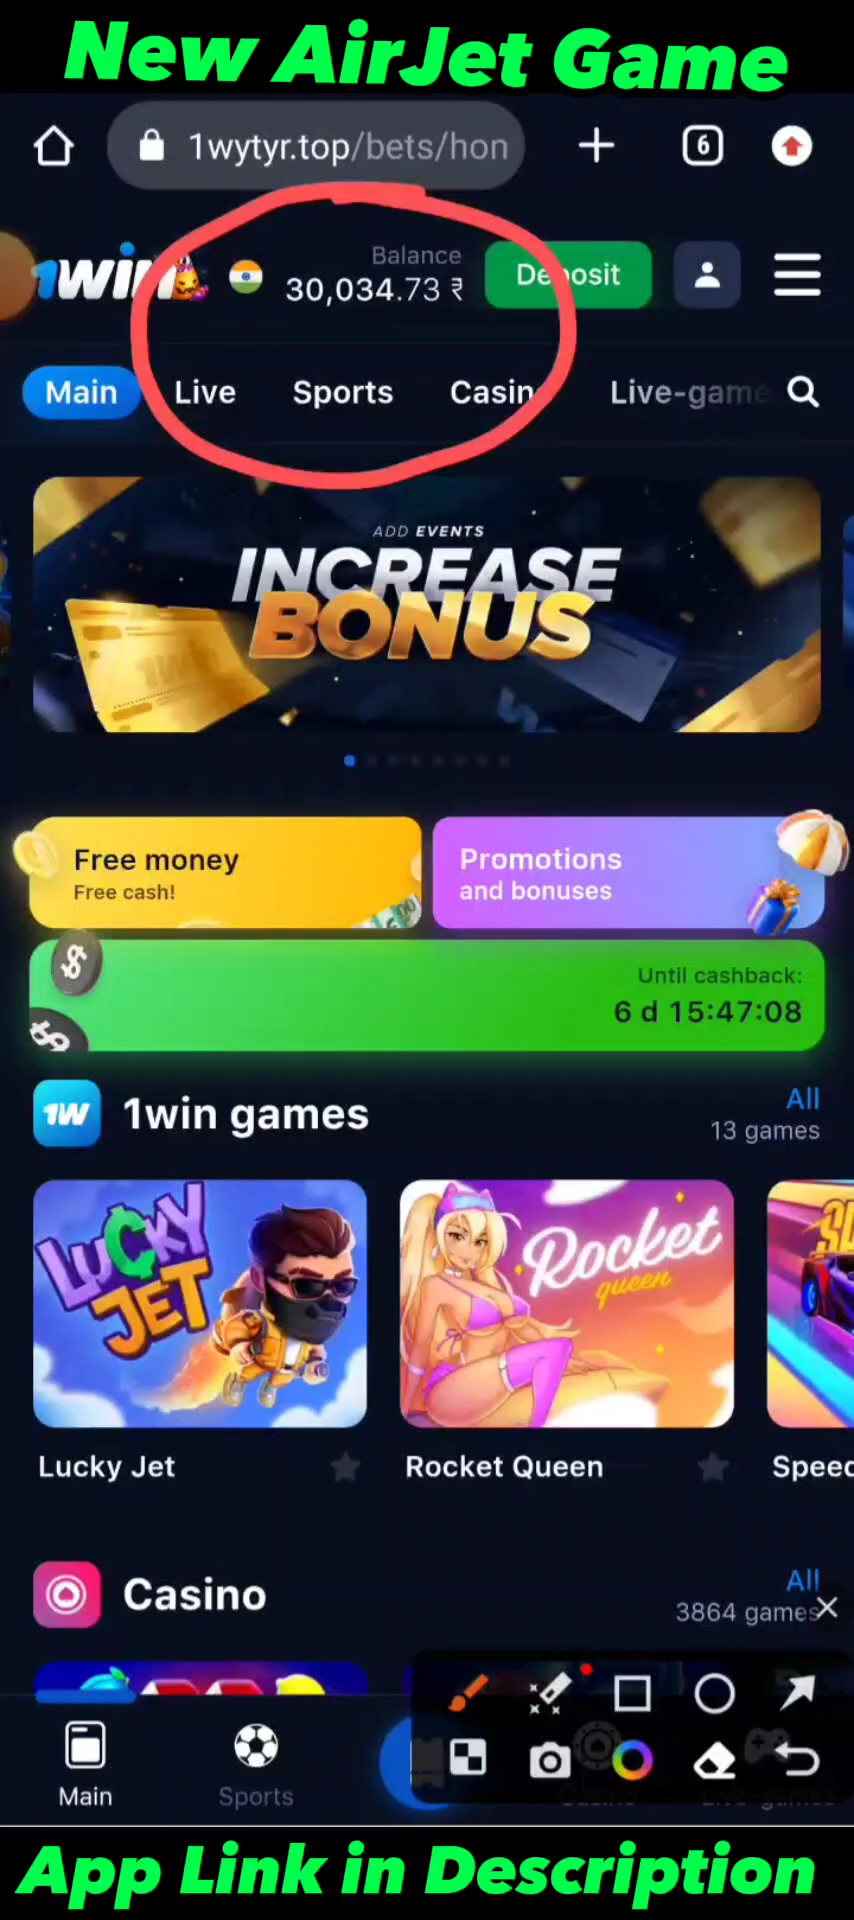 New AirJet Game
1wytyr.top/bets/hon
6
1win
Balance
30,034.73 ₹
Deposit
Main
Live
Sports
Casin
Live-game
ADD EVENTS
INCREASE
BONUS
Free money
Free cash!
Promotions
and bonuses
Until cashback:
6 d 15:47:08
1W
1win games
All
13 games
LUCKY
JET
Rocket
queen
Lucky Jet
Rocket Queen
Speed
Casino
All
3864 games
Main
Sports
App Link in Description